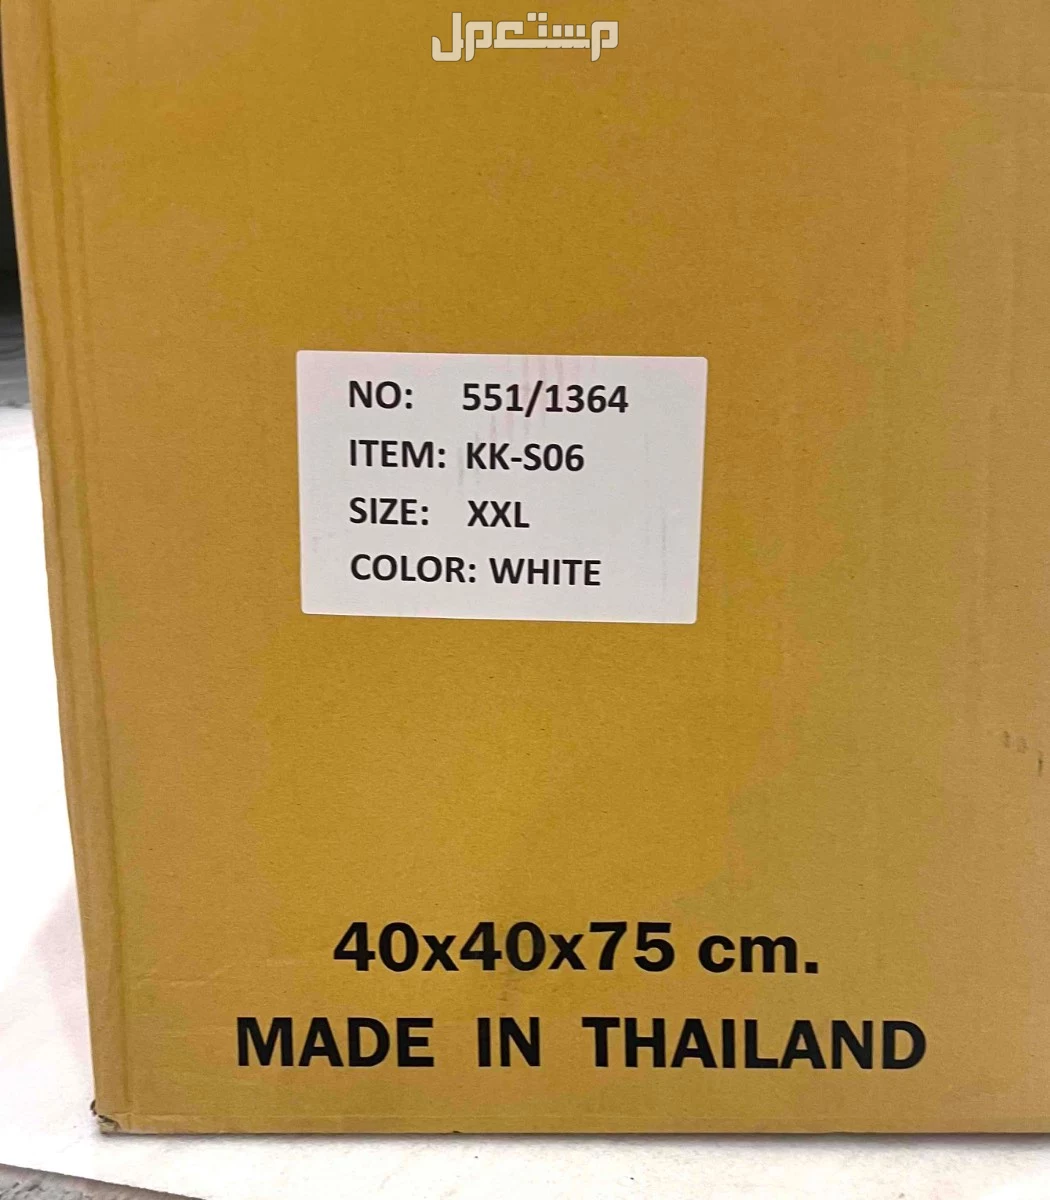 مستعمل
NO: 551/1364
ITEM: KK-S06
SIZE: XXL
COLOR: WHITE
40x40x75 cm.
MADE IN THAILAND